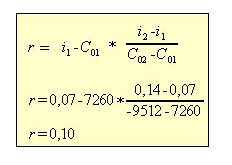 r = i₁ - C₀₁ * i₂ - i₁ / C₀₂ - C₀₁
r = 0,07 - 7260 * 0,14 - 0,07 / -9512 - 7260
r = 0,10